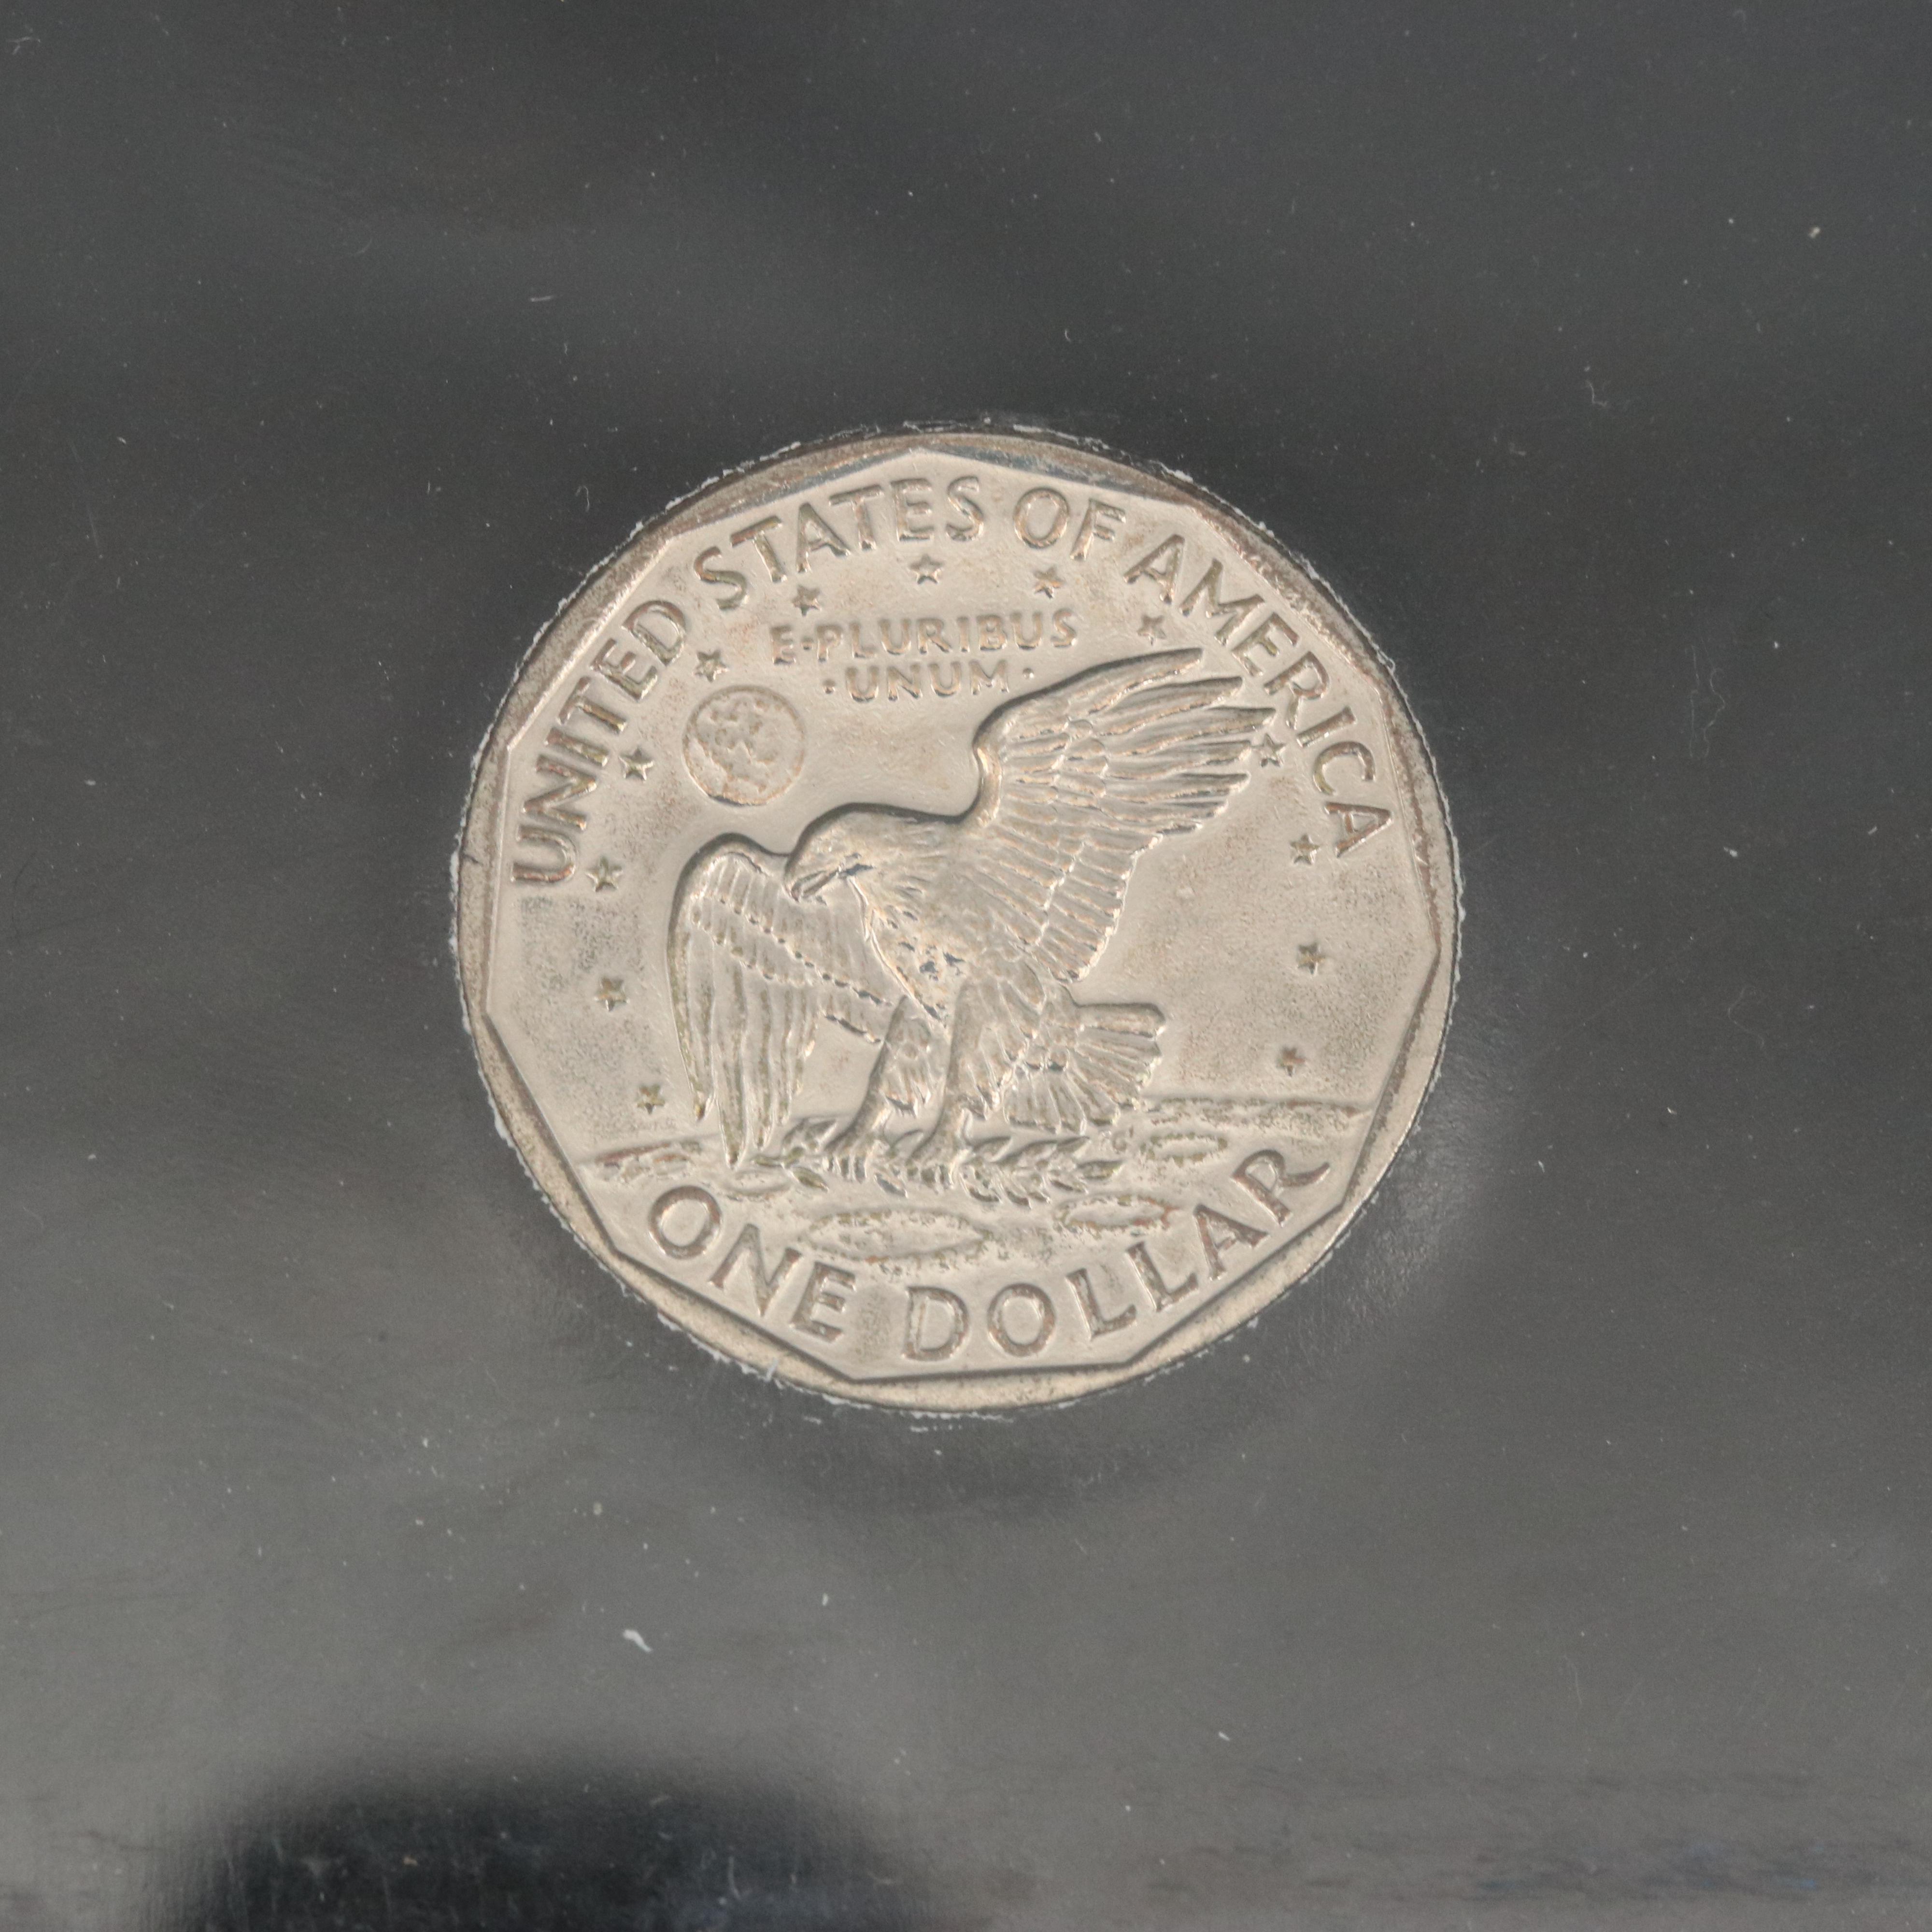 UNITED STATES OF AMERICA
E·PLURIBUS
·UNUM·
ONE DOLLAR